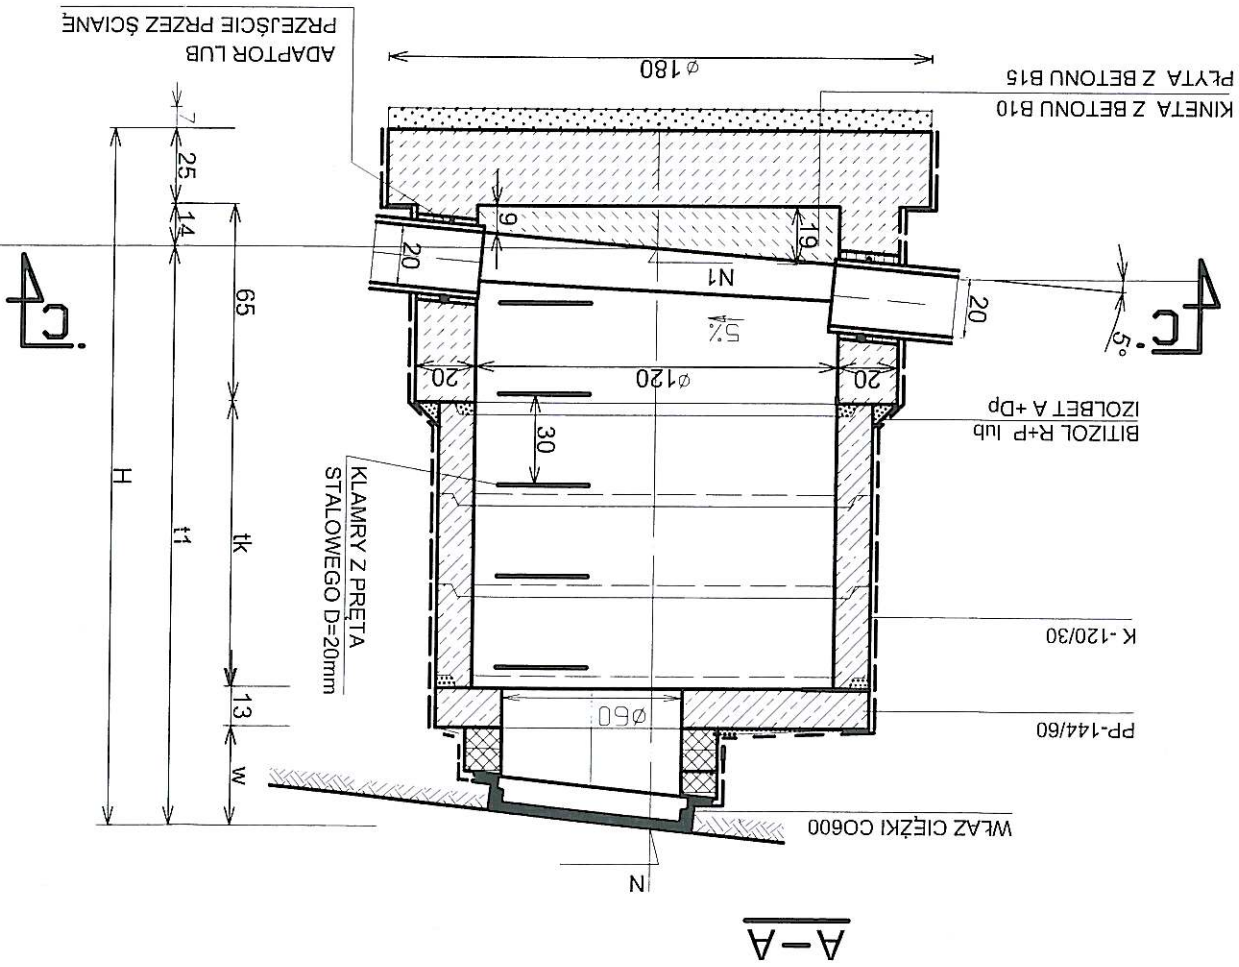 A-A
N
WŁAZ CIĘŻKI CO600
w
PP-144/60
ø60
13
K-120/30
KLAMRY Z PRĘTA
STALOWEGO D=20mm
tk
t1
H
BITIZOL R+P lub
IZOLBET A +Dp
30
20
ø120
20
65
5%
5°
20
N1
20
C
C
19
9
14
25
7
KINETA Z BETONU B10
PŁYTA Z BETONU B15
ø180
ADAPTOR LUB
PRZEJŚCIE PRZEZ ŚCIANĘ